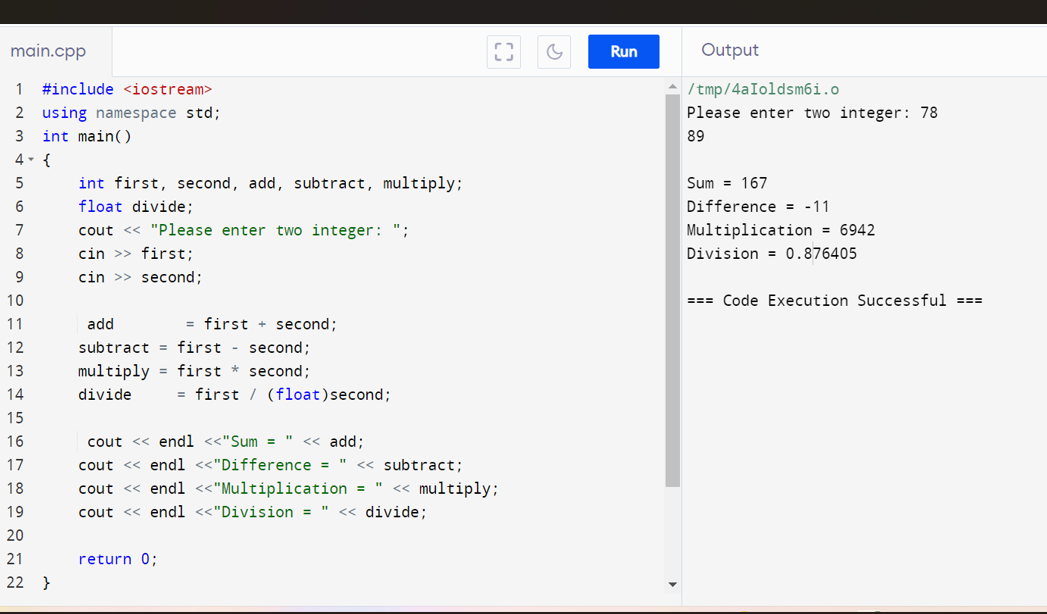 main.cpp
Run
Output
1 #include <iostream>
2 using namespace std;
3 int main()
4 {
5     int first, second, add, subtract, multiply;
6     float divide;
7     cout << "Please enter two integer: ";
8     cin >> first;
9     cin >> second;
10
11      add        = first + second;
12     subtract = first - second;
13     multiply = first * second;
14     divide     = first / (float)second;
15
16      cout << endl <<"Sum = " << add;
17     cout << endl <<"Difference = " << subtract;
18     cout << endl <<"Multiplication = " << multiply;
19     cout << endl <<"Division = " << divide;
20
21     return 0;
22 }
/tmp/4aIoldsm6i.o
Please enter two integer: 78
89
Sum = 167
Difference = -11
Multiplication = 6942
Division = 0.876405
=== Code Execution Successful ===